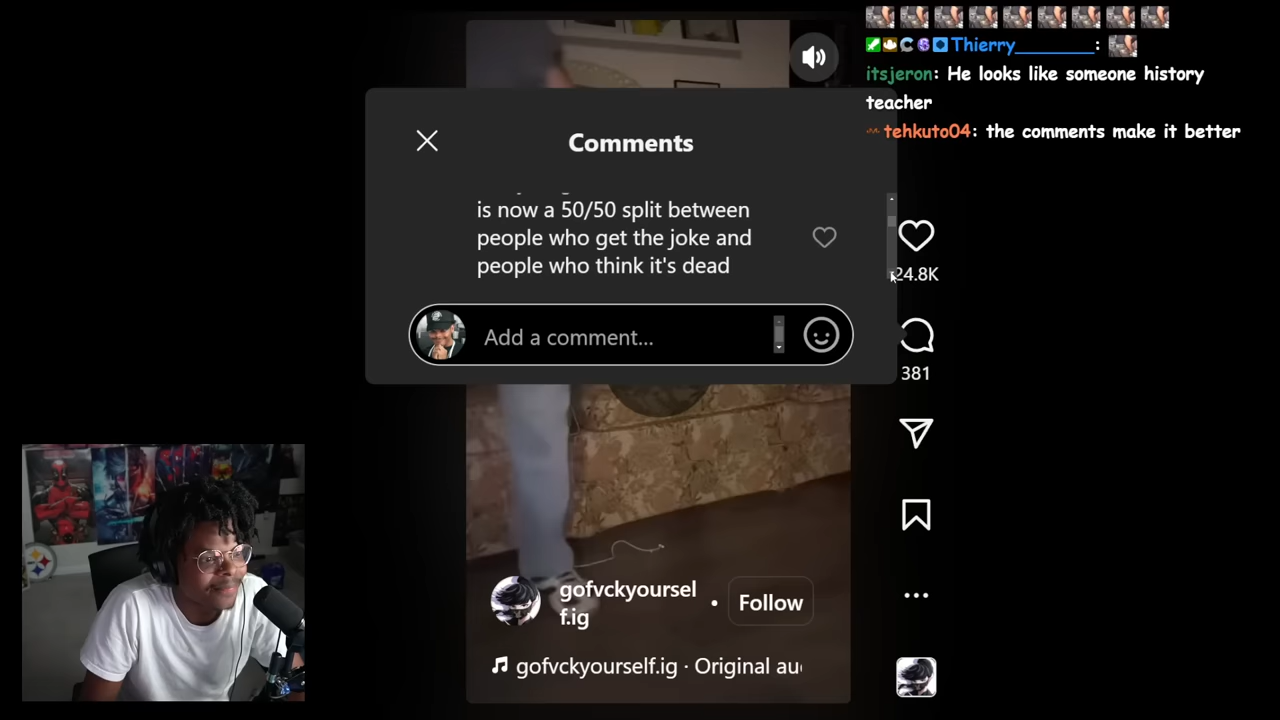 Thierry________:
itsjeron: He looks like someone history
teacher
tehkuto04: the comments make it better
Comments
is now a 50/50 split between
people who get the joke and
people who think it's dead
Add a comment...
24.8K
381
gofvckyoursel
f.ig
• Follow
gofvckyourself.ig · Original au